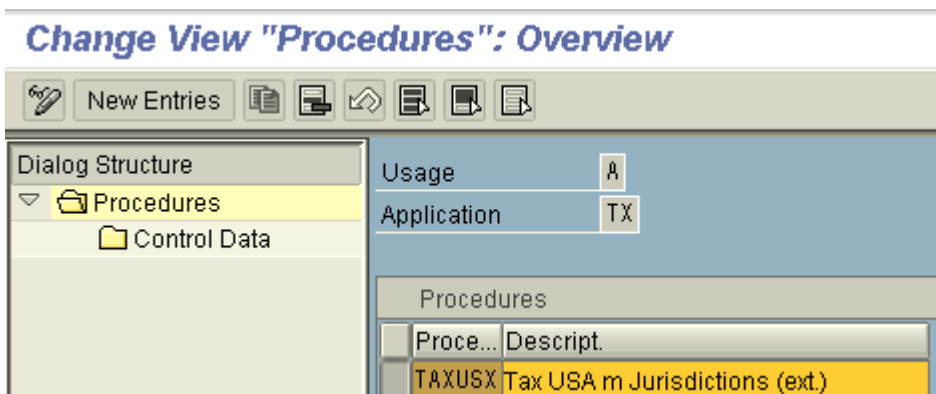 Change View "Procedures": Overview
New Entries
Dialog Structure
Procedures
Control Data
Usage A
Application TX
Procedures
Proce... Descript.
TAXUSX Tax USA m Jurisdictions (ext.)